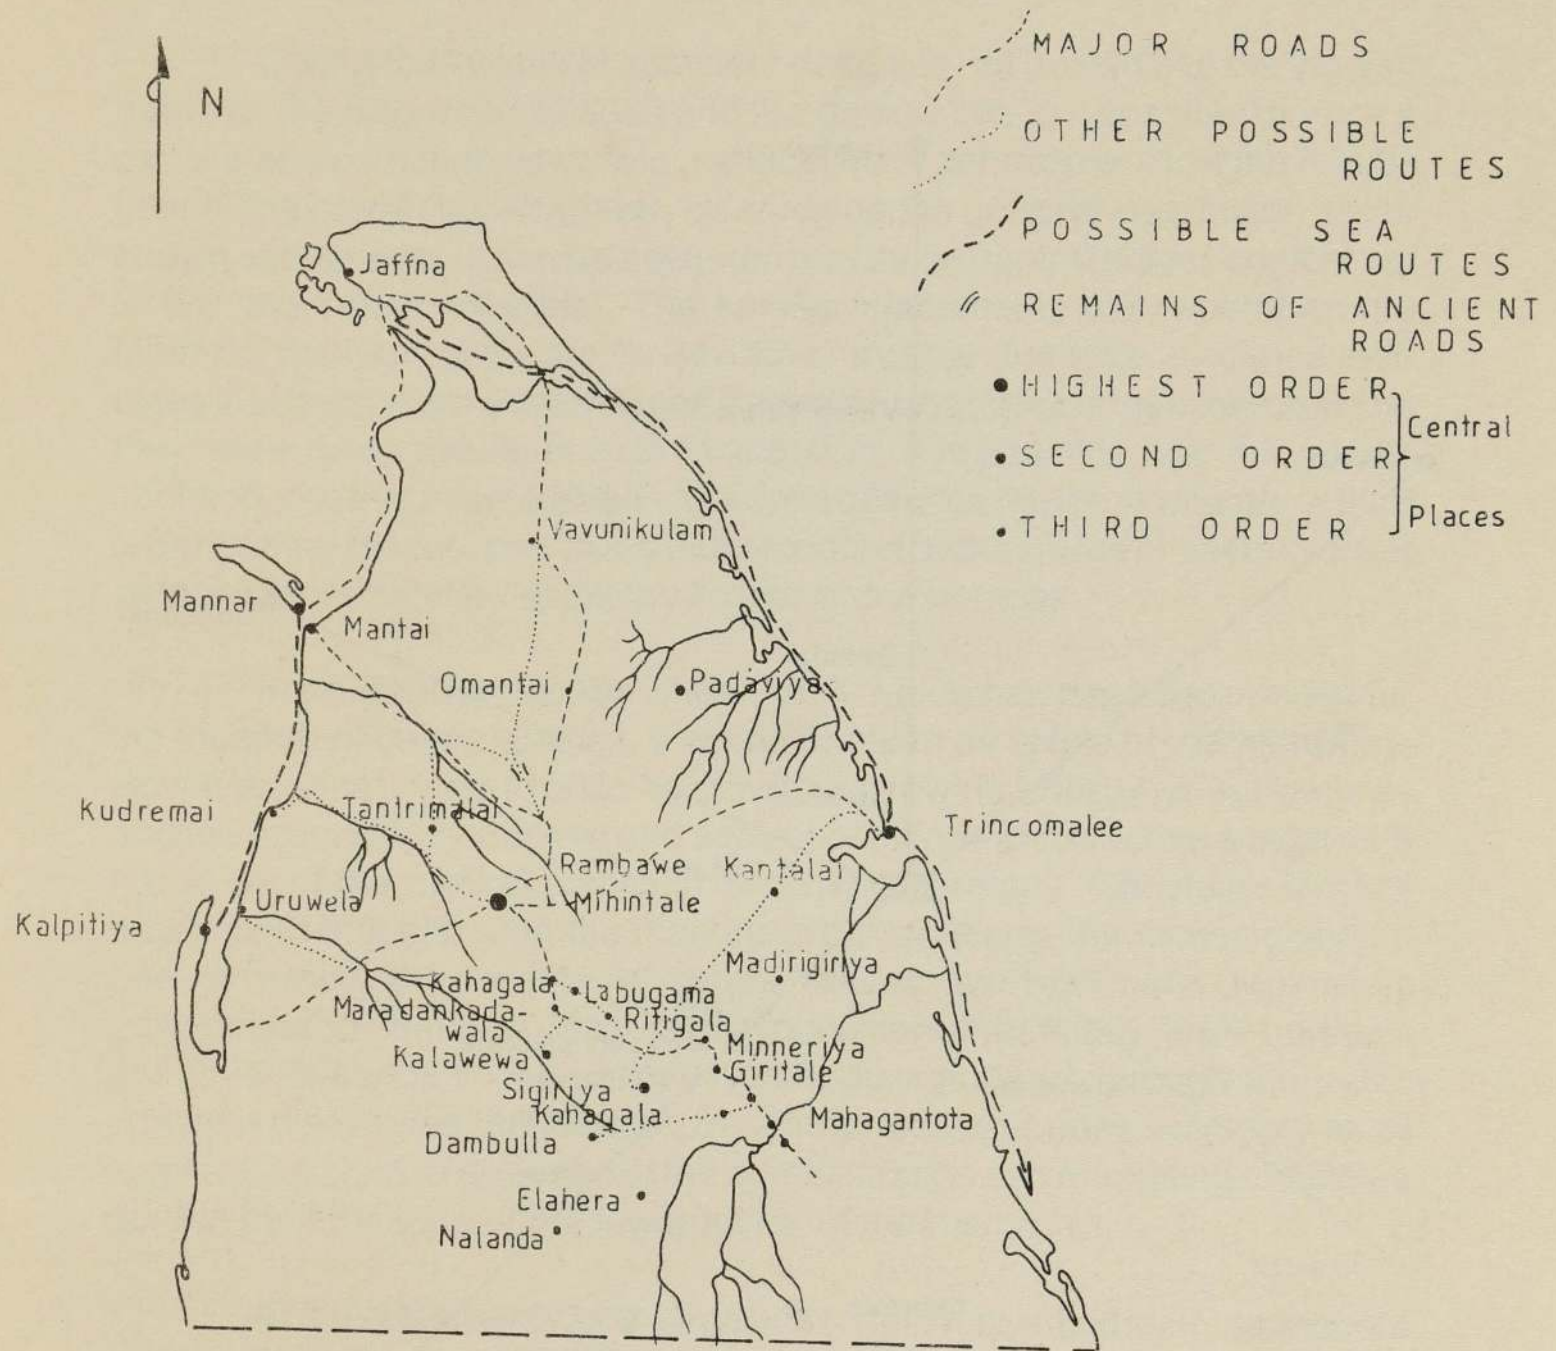 N
MAJOR ROADS
OTHER POSSIBLE
ROUTES
POSSIBLE SEA
ROUTES
REMAINS OF ANCIENT
ROADS
HIGHEST ORDER
Central
SECOND ORDER
Places
THIRD ORDER
Jaffna
Vavunikulam
Mannar
Mantai
Omantai
Padaviya
Kudremai
Tantrimalai
Trincomalee
Rambawe
Kantalai
Uruwela
Mihintale
Kalpitiya
Madirigiriya
Kahagala
Labugama
Maradankada-
wala
Ritigala
Kalawewa
Minneriya
Giritale
Sigiriya
Kahagala
Mahagantota
Dambulla
Elahera
Nalanda